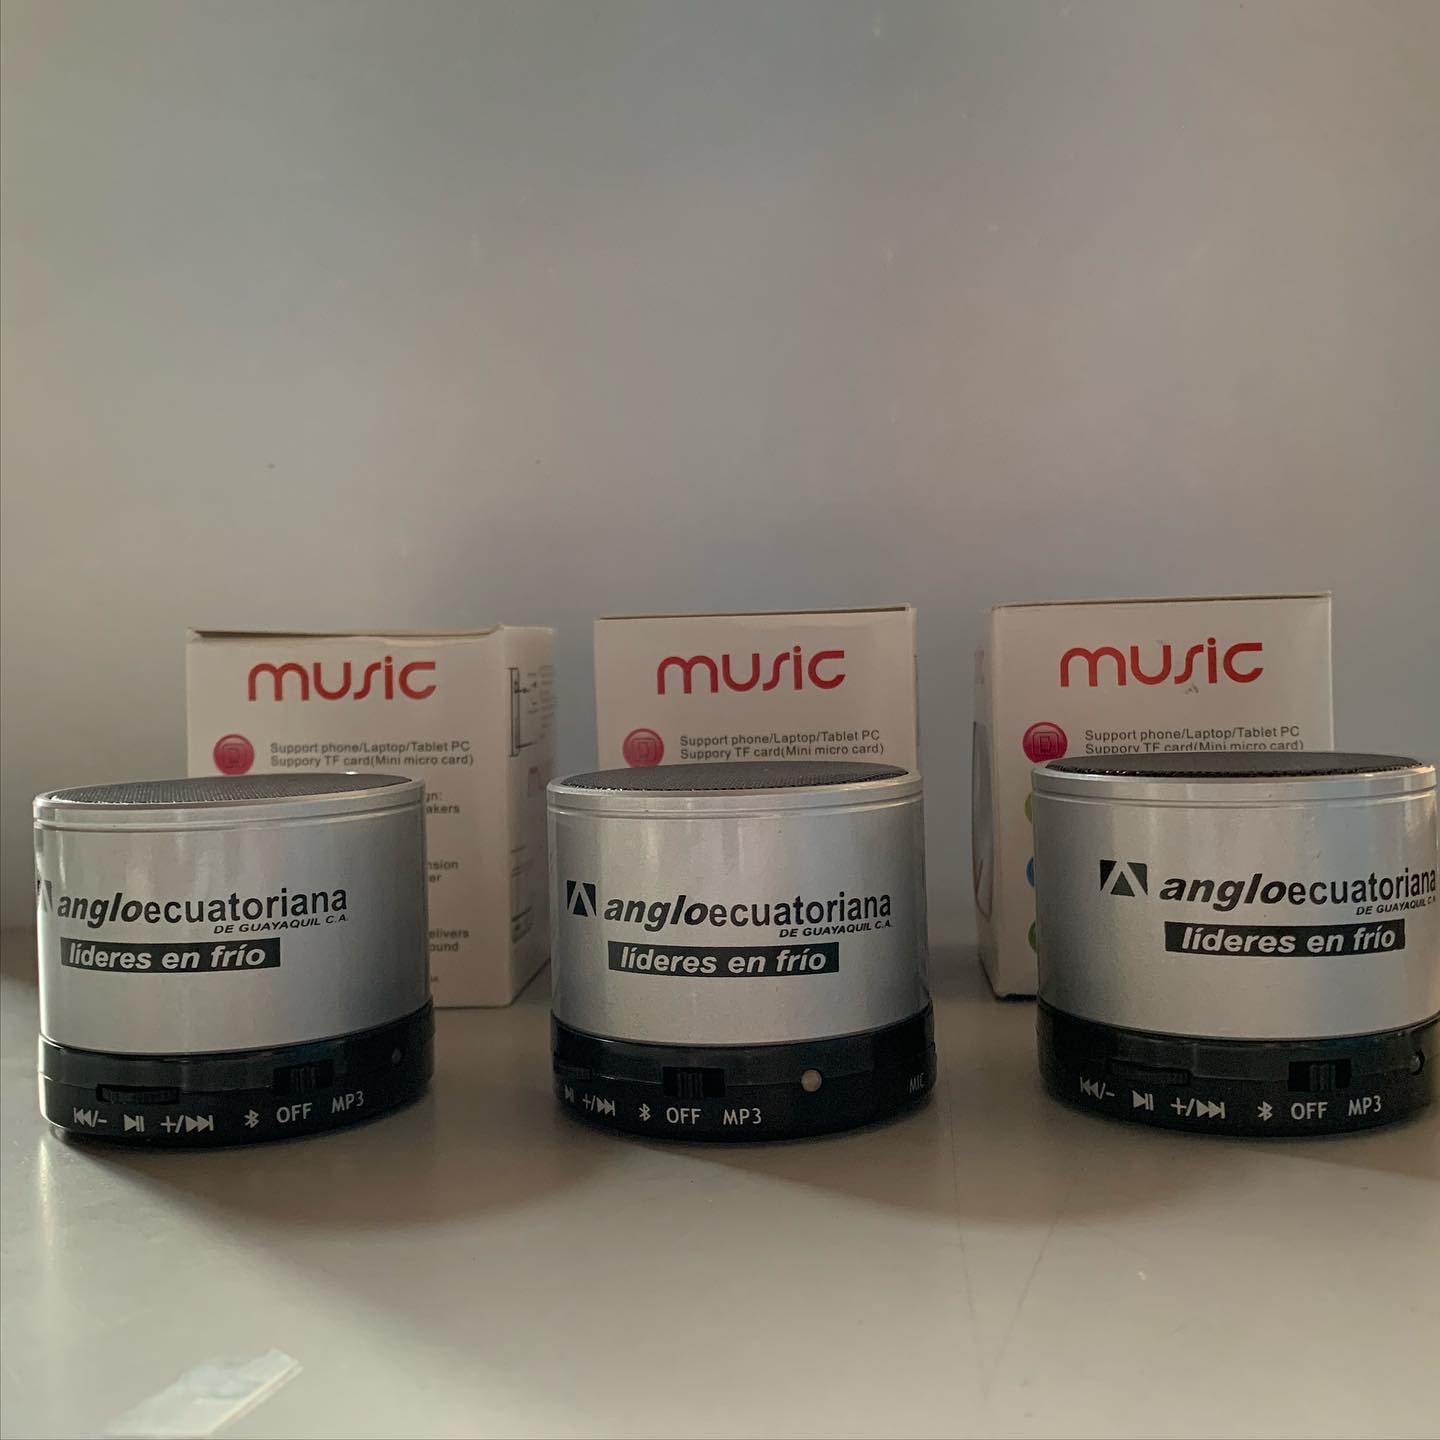 music
Support phone/Laptop/Tablet PC
Suppory TF card(Mini micro card)
akers
er
ound
music
Support phone/Laptop/Tablet PC
Suppory TF card(Mini micro card)
music
Support phone/Laptop/Tablet PC
Suppory TF card(Mini micro card)
angloecuatoriana
DE GUAYAQUIL C.A.
líderes en frío
OFF MP3
angloecuatoriana
DE GUAYAQUIL C.A.
líderes en frío
OFF MP3 MIC
angloecuatoriana
DE GUAYAQUIL C.A.
líderes en frío
OFF MP3